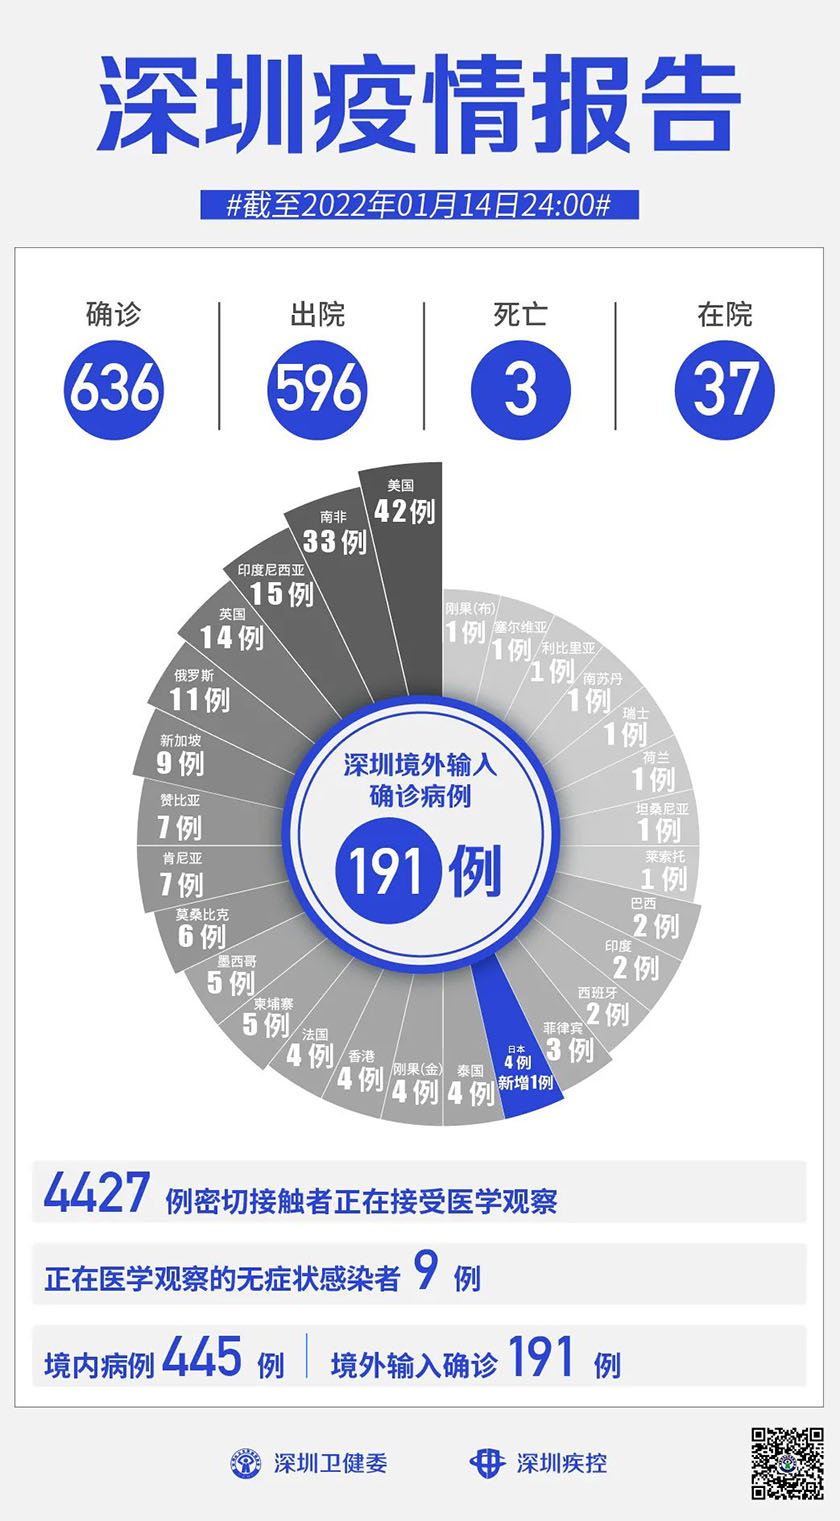 深圳疫情报告
#截至2022年01月14日24:00#
确诊
636
出院
596
死亡
3
在院
37
美国
42例
南非
33例
印度尼西亚
15例
英国
14例
俄罗斯
11例
新加坡
9例
赞比亚
7例
肯尼亚
7例
莫桑比克
6例
墨西哥
5例
柬埔寨
5例
法国
4例
香港
4例
刚果(金)
4例
泰国
4例
日本
4例
新增1例
菲律宾
3例
西班牙
2例
印度
2例
巴西
2例
莱索托
1例
坦桑尼亚
1例
荷兰
1例
瑞士
1例
南苏丹
1例
利比里亚
1例
塞尔维亚
1例
刚果(布)
1例
深圳境外输入
确诊病例
191例
4427 例密切接触者正在接受医学观察
正在医学观察的无症状感染者 9 例
境内病例 445 例 境外输入确诊 191 例
深圳卫健委
深圳疾控